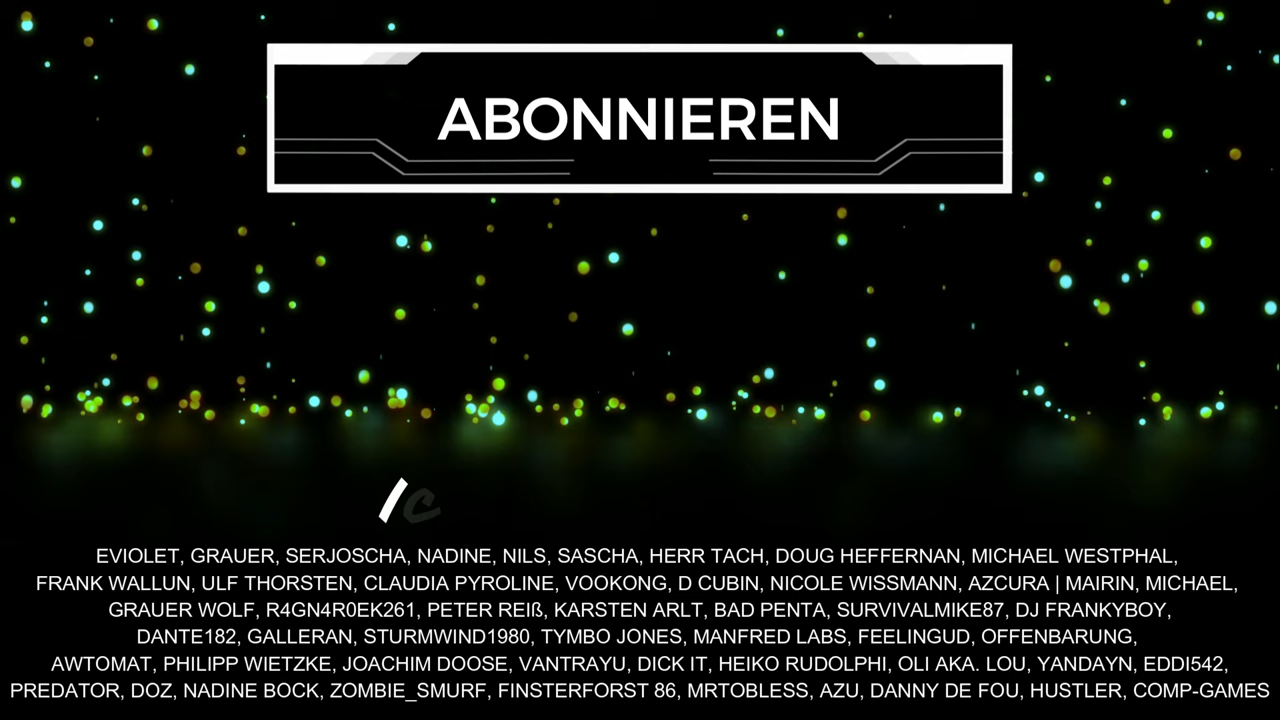 ABONNIEREN
IC
EVIOLET, GRAUER, SERJOSCHA, NADINE, NILS, SASCHA, HERR TACH, DOUG HEFFERNAN, MICHAEL WESTPHAL,
FRANK WALLUN, ULF THORSTEN, CLAUDIA PYROLINE, VOOKONG, D CUBIN, NICOLE WISSMANN, AZCURA | MAIRIN, MICHAEL,
GRAUER WOLF, R4GN4R0EK261, PETER REIß, KARSTEN ARLT, BAD PENTA, SURVIVALMIKE87, DJ FRANKYBOY,
DANTE182, GALLERAN, STURMWIND1980, TYMBO JONES, MANFRED LABS, FEELINGUD, OFFENBARUNG,
AWTOMAT, PHILIPP WIETZKE, JOACHIM DOOSE, VANTRAYU, DICK IT, HEIKO RUDOLPHI, OLI AKA. LOU, YANDAYN, EDDI542,
PREDATOR, DOZ, NADINE BOCK, ZOMBIE_SMURF, FINSTERFORST 86, MRTOBLESS, AZU, DANNY DE FOU, HUSTLER, COMP-GAMES